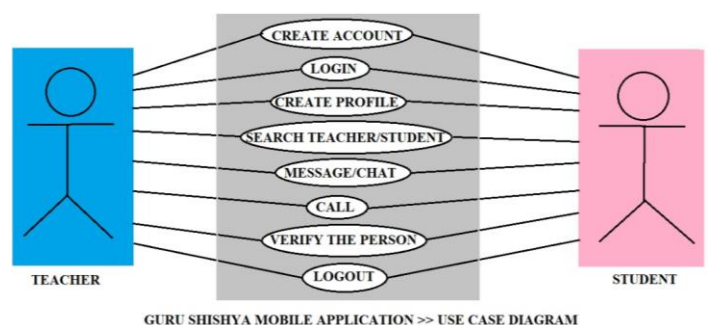 CREATE ACCOUNT
LOGIN
CREATE PROFILE
SEARCH TEACHER/STUDENT
MESSAGE/CHAT
CALL
VERIFY THE PERSON
LOGOUT
TEACHER
STUDENT
GURU SHISHYA MOBILE APPLICATION >> USE CASE DIAGRAM